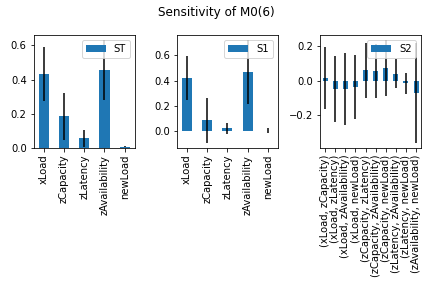 Sensitivity of M0(6)
ST
0.6
0.4
0.2
0.0
xLoad
zCapacity
zLatency
zAvailability
newLoad
S1
0.6
0.4
0.2
0.0
xLoad
zCapacity
zLatency
zAvailability
newLoad
S2
0.2
0.0
−0.2
(xLoad, zCapacity)
(xLoad, zLatency)
(xLoad, zAvailability)
(xLoad, newLoad)
(zCapacity, zLatency)
(zCapacity, zAvailability)
(zCapacity, newLoad)
(zLatency, zAvailability)
(zLatency, newLoad)
(zAvailability, newLoad)